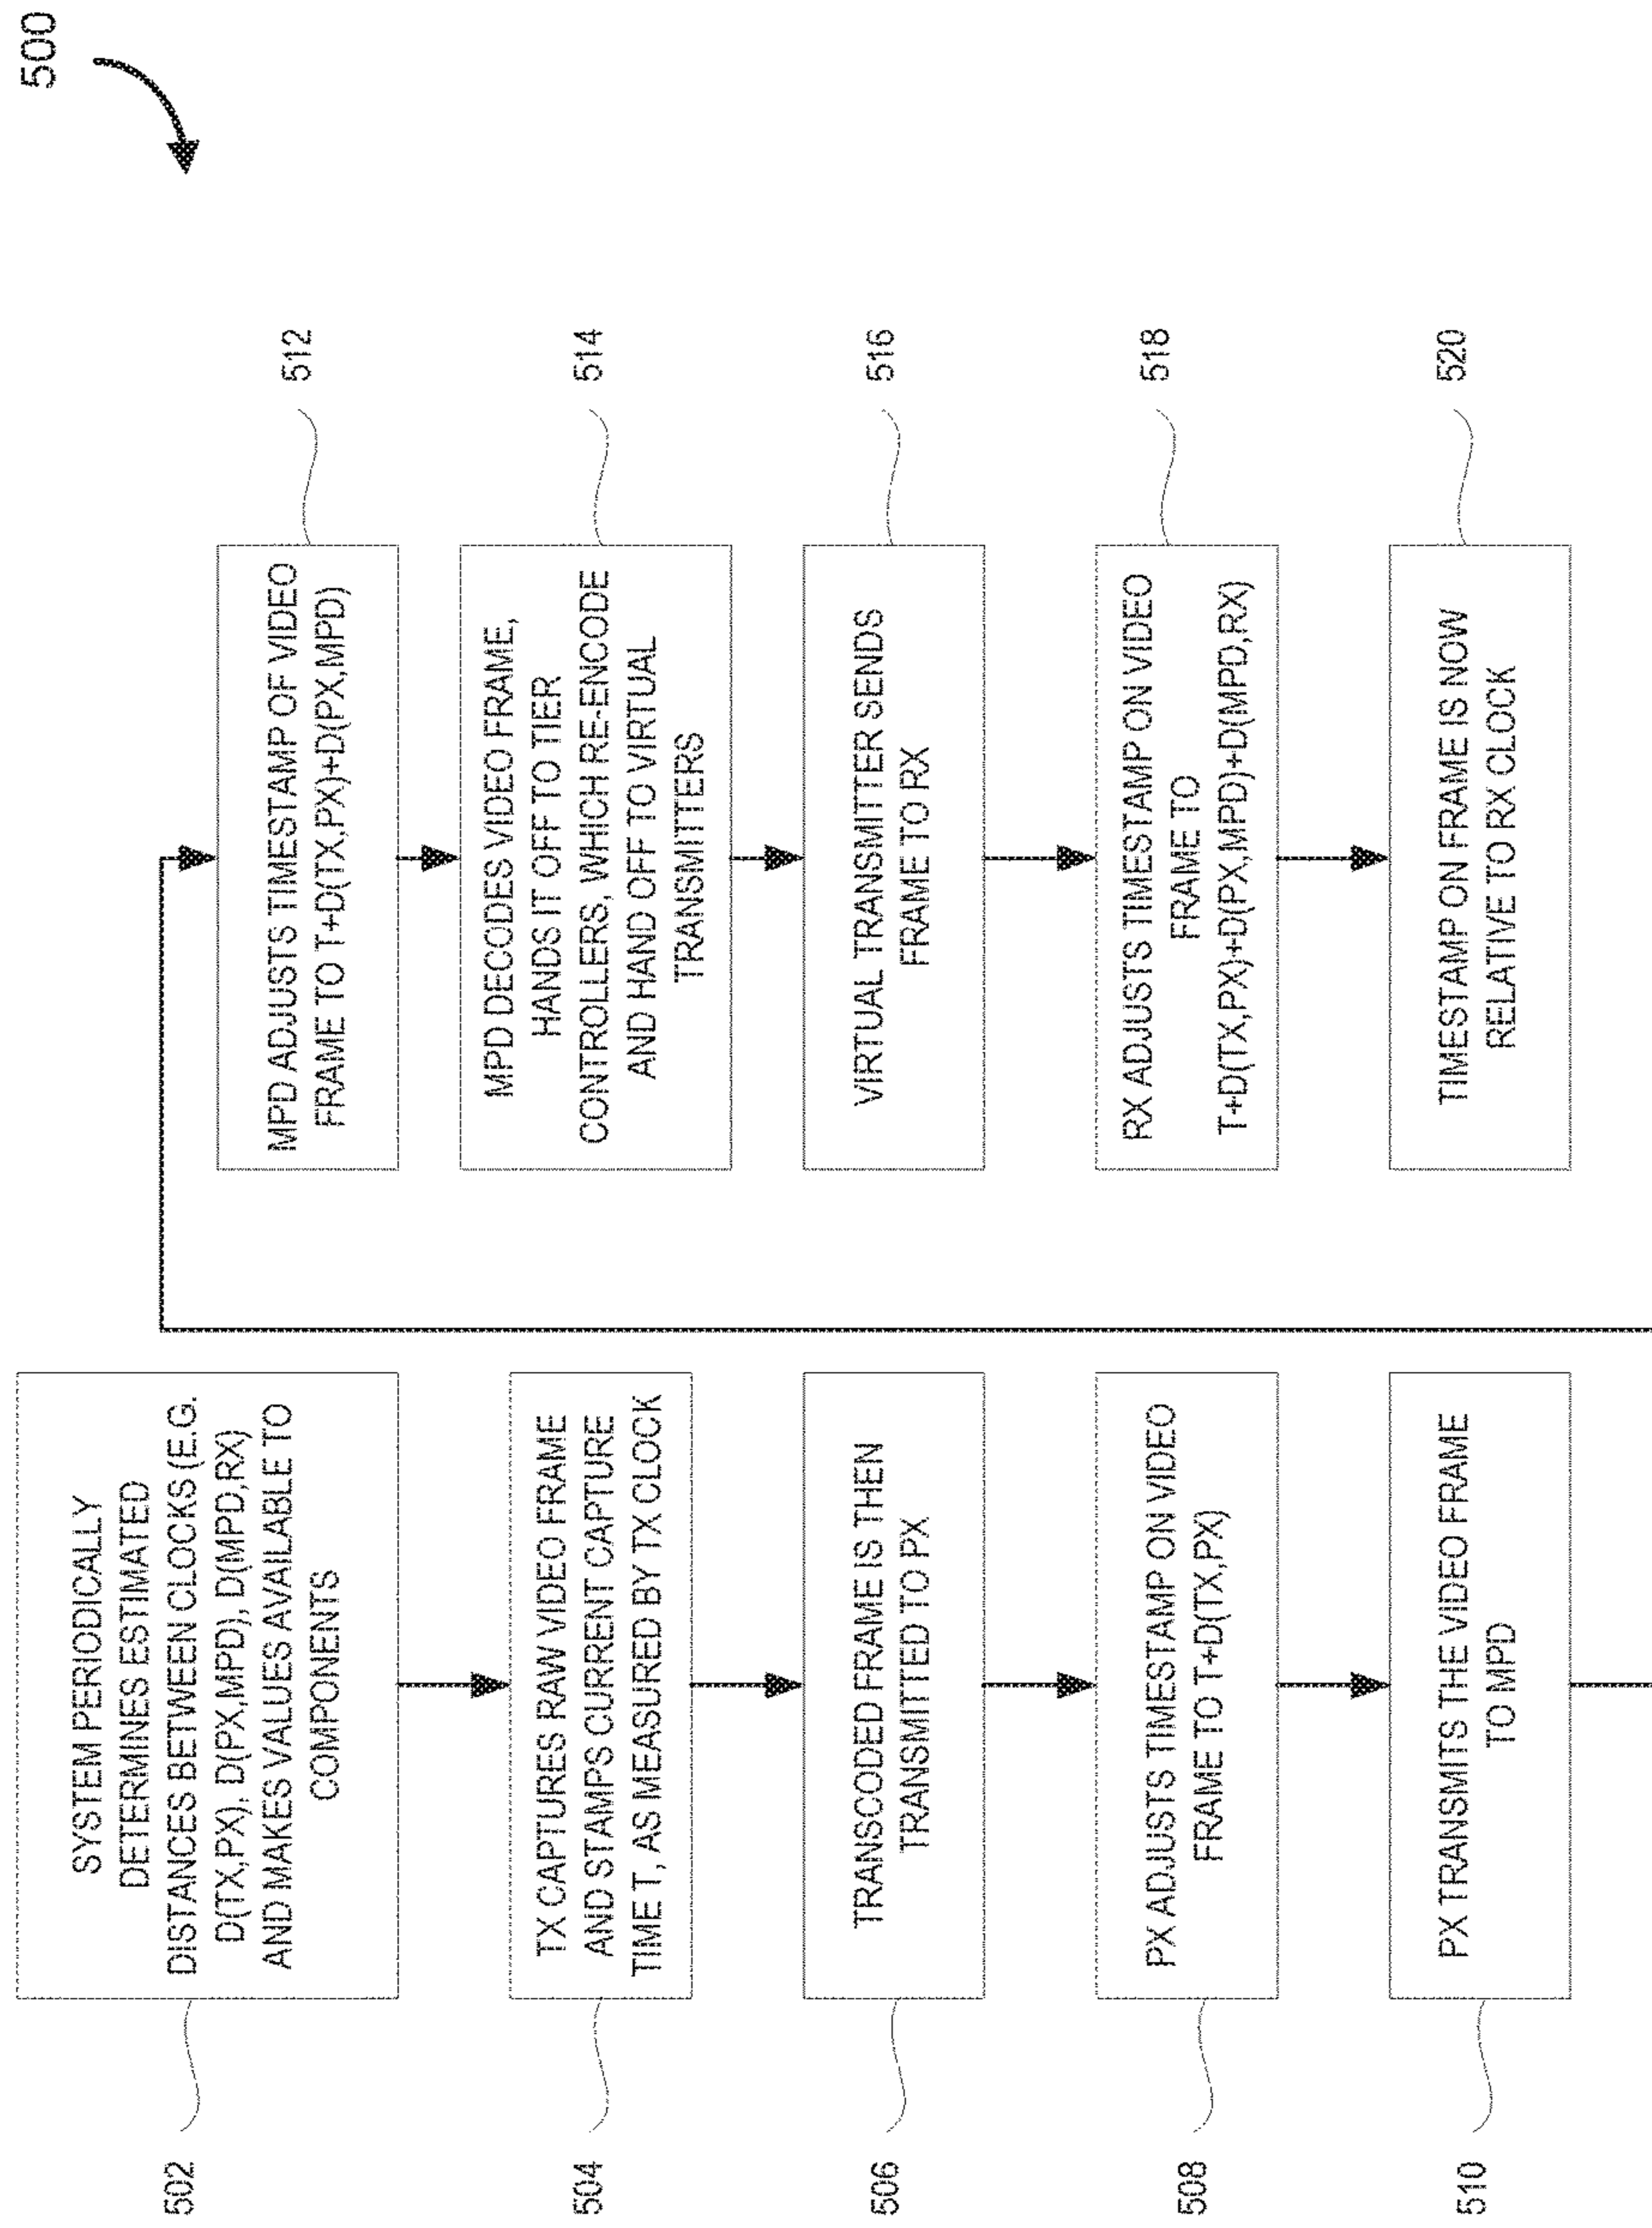 500
502
SYSTEM PERIODICALLY
DETERMINES ESTIMATED
DISTANCES BETWEEN CLOCKS (E.G.
D(TX,PX). D(PX,MPD), D(MPD,RX)
AND MAKES VALUES AVAILABLE TO
COMPONENTS
504
TX CAPTURES RAW VIDEO FRAME
AND STAMPS CURRENT CAPTURE
TIME T, AS MEASURED BY TX CLOCK
506
TRANSCODED FRAME IS THEN
TRANSMITTED TO PX
508
PX ADJUSTS TIMESTAMP ON VIDEO
FRAME TO T+D(TX,PX)
510
PX TRANSMITS THE VIDEO FRAME
TO MPD
512
MPD ADJUSTS TIMESTAMP OF VIDEO
FRAME TO T+D(TX,PX)+D(PX,MPD)
514
MPD DECODES VIDEO FRAME,
HANDS IT OFF TO TIER
CONTROLLERS, WHICH RE-ENCODE
AND HAND OFF TO VIRTUAL
TRANSMITTERS
516
VIRTUAL TRANSMITTER SENDS
FRAME TO RX
518
RX ADJUSTS TIMESTAMP ON VIDEO
FRAME TO
T+D(TX,PX)+D(PX,MPD)+D(MPD,RX)
520
TIMESTAMP ON FRAME IS NOW
RELATIVE TO RX CLOCK